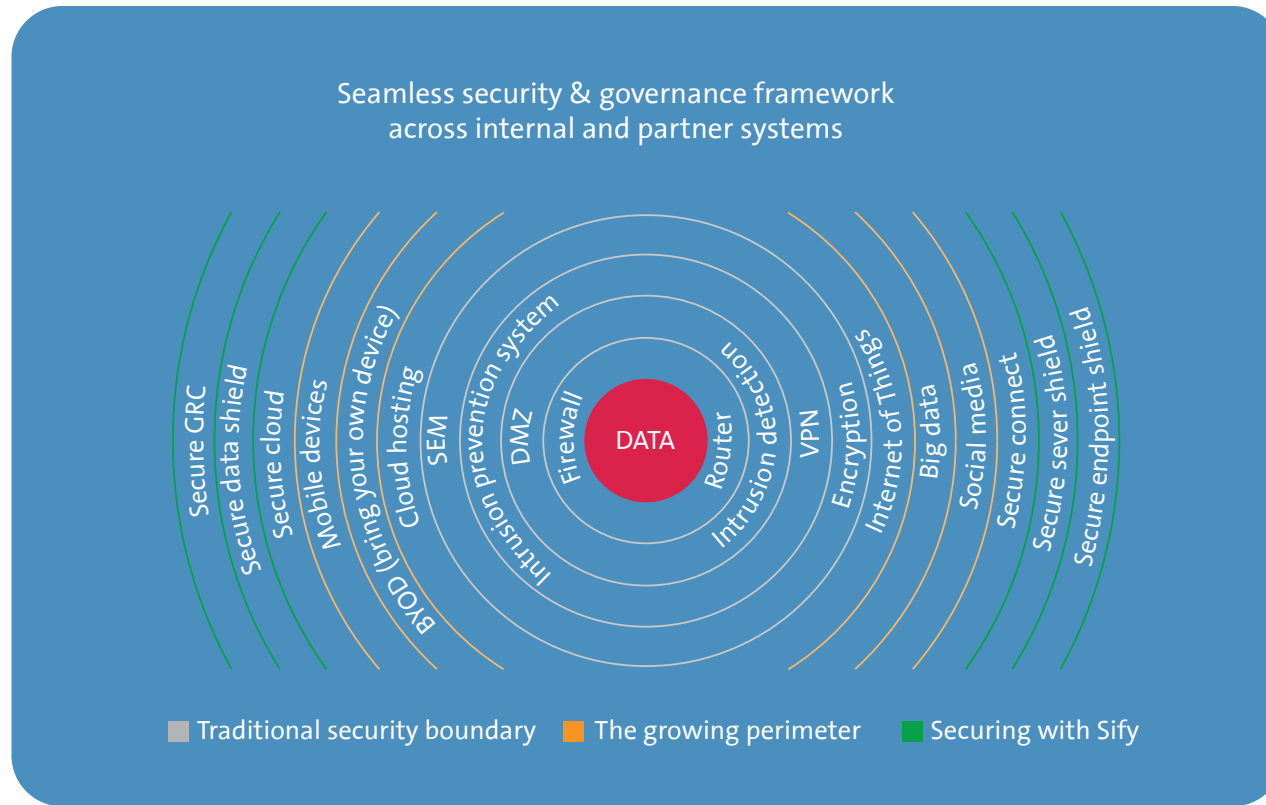 Seamless security & governance framework
across internal and partner systems
Secure GRC
Secure data shield
Secure cloud
Mobile devices
BYOD (bring your own device)
Cloud hosting
SEM
Intrusion prevention system
DMZ
Firewall
DATA
Router
Intrusion detection
VPN
Encryption
Internet of Things
Big data
Social media
Secure connect
Secure sever shield
Secure endpoint shield
Traditional security boundary
The growing perimeter
Securing with Sify